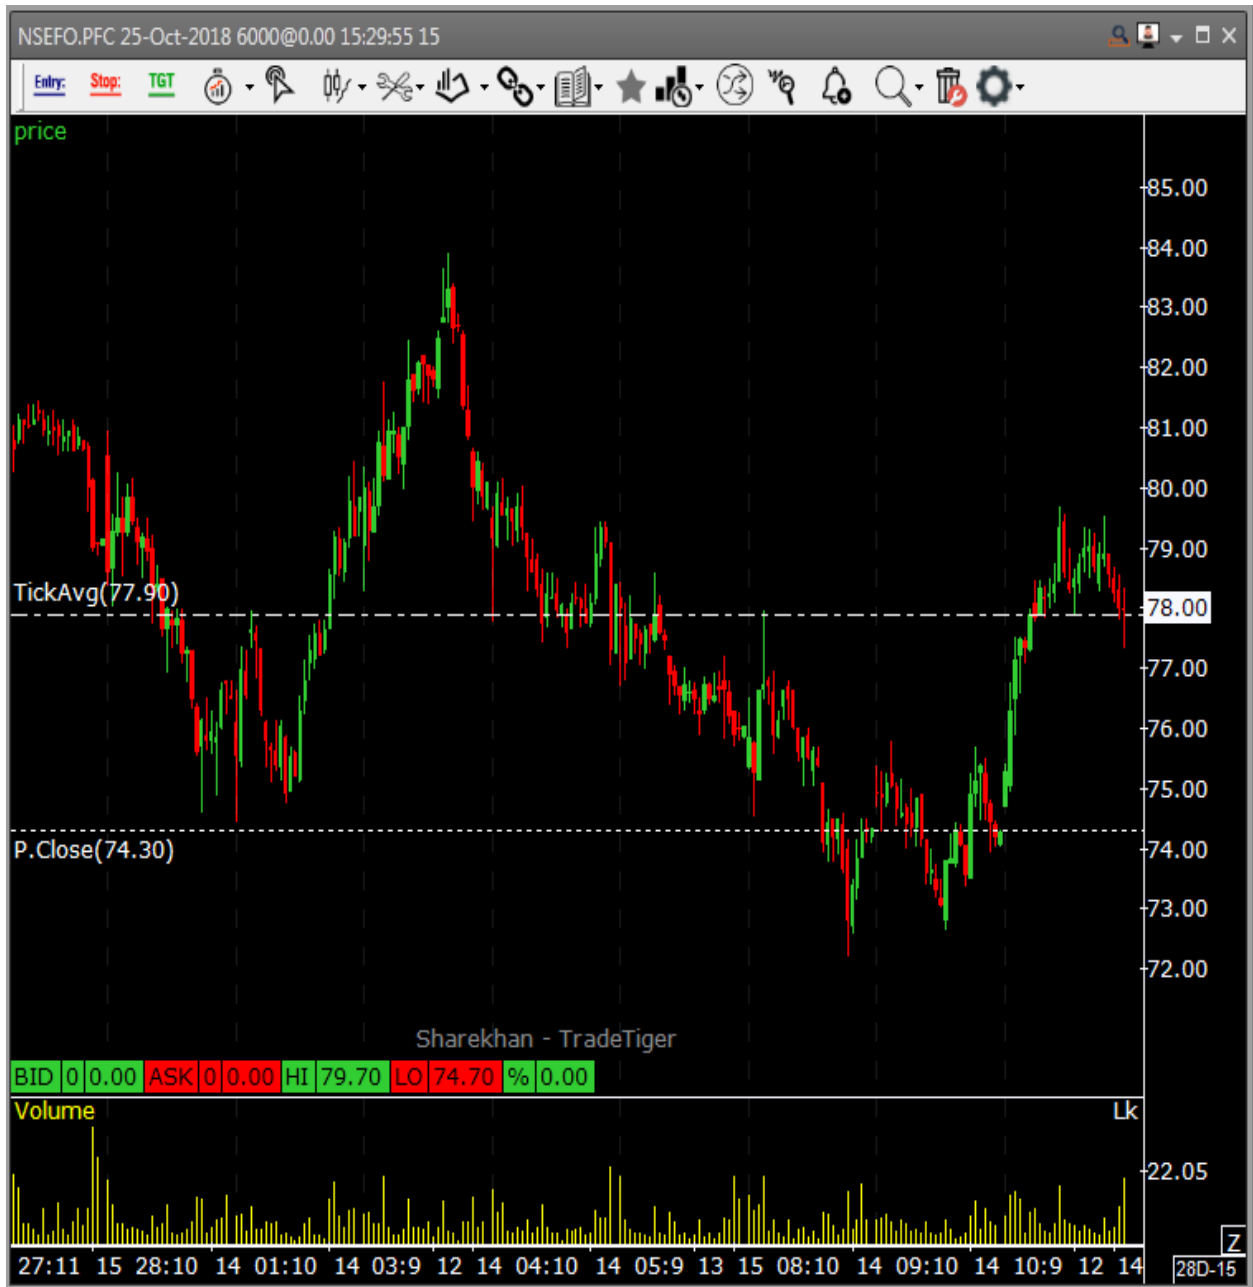 NSEFO.PFC 25-Oct-2018 6000@0.00 15:29:55 15
Entry: Stop: TGT
price
85.00
84.00
83.00
82.00
81.00
80.00
79.00
TickAvg(77.90)
78.00
77.00
76.00
75.00
P.Close(74.30)
74.00
73.00
72.00
Sharekhan - TradeTiger
BID 0 0.00 ASK 0 0.00 HI 79.70 LO 74.70 % 0.00
Volume Lk
22.05
Z
27:11 15 28:10 14 01:10 14 03:9 12 14 04:10 14 05:9 13 15 08:10 14 09:10 14 10:9 12 14 28D-15